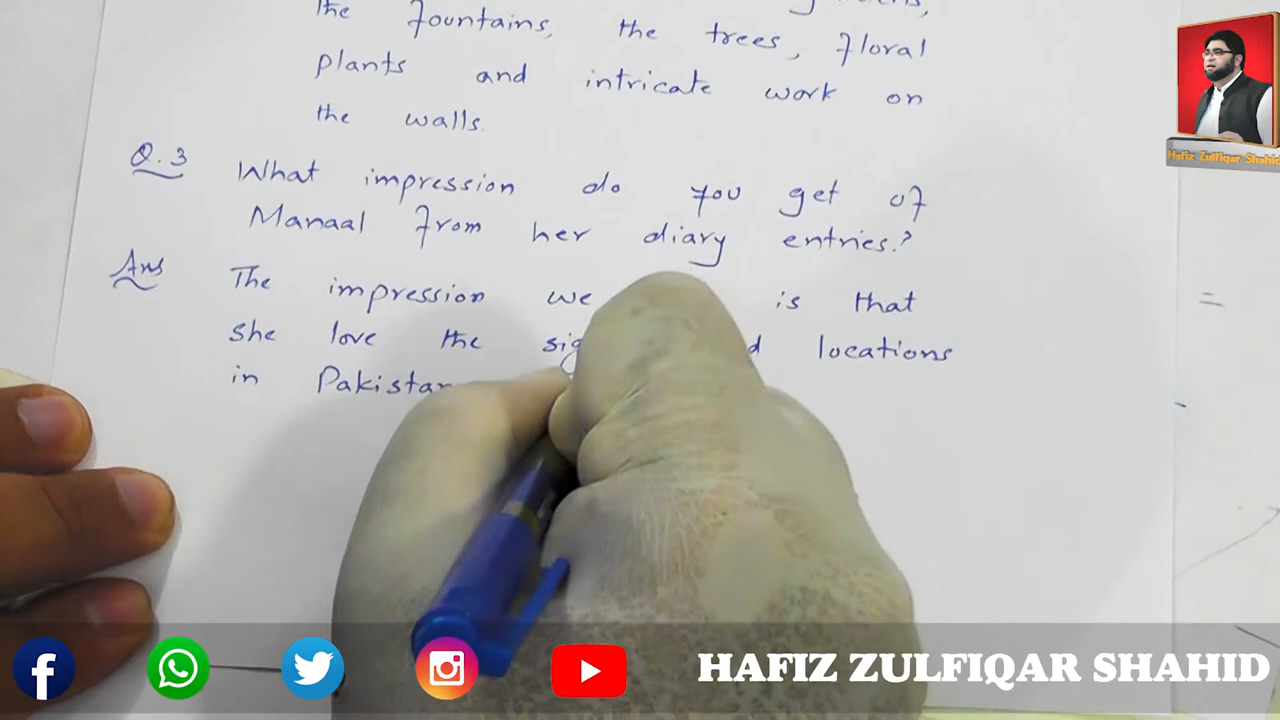 the fountains, the trees, floral
plants and intricate work on
the walls.
Q.3 What impression do you get of
Manaal from her diary entries.?
Ans The impression we is that
she love the locations
in Pakistan
Hafiz Zulfiqar Shahid
HAFIZ ZULFIQAR SHAHID